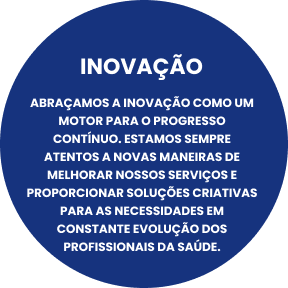 INOVAÇÃO
ABRAÇAMOS A INOVAÇÃO COMO UM
MOTOR PARA O PROGRESSO
CONTÍNUO. ESTAMOS SEMPRE
ATENTOS A NOVAS MANEIRAS DE
MELHORAR NOSSOS SERVIÇOS E
PROPORCIONAR SOLUÇÕES CRIATIVAS
PARA AS NECESSIDADES EM
CONSTANTE EVOLUÇÃO DOS
PROFISSIONAIS DA SAÚDE.